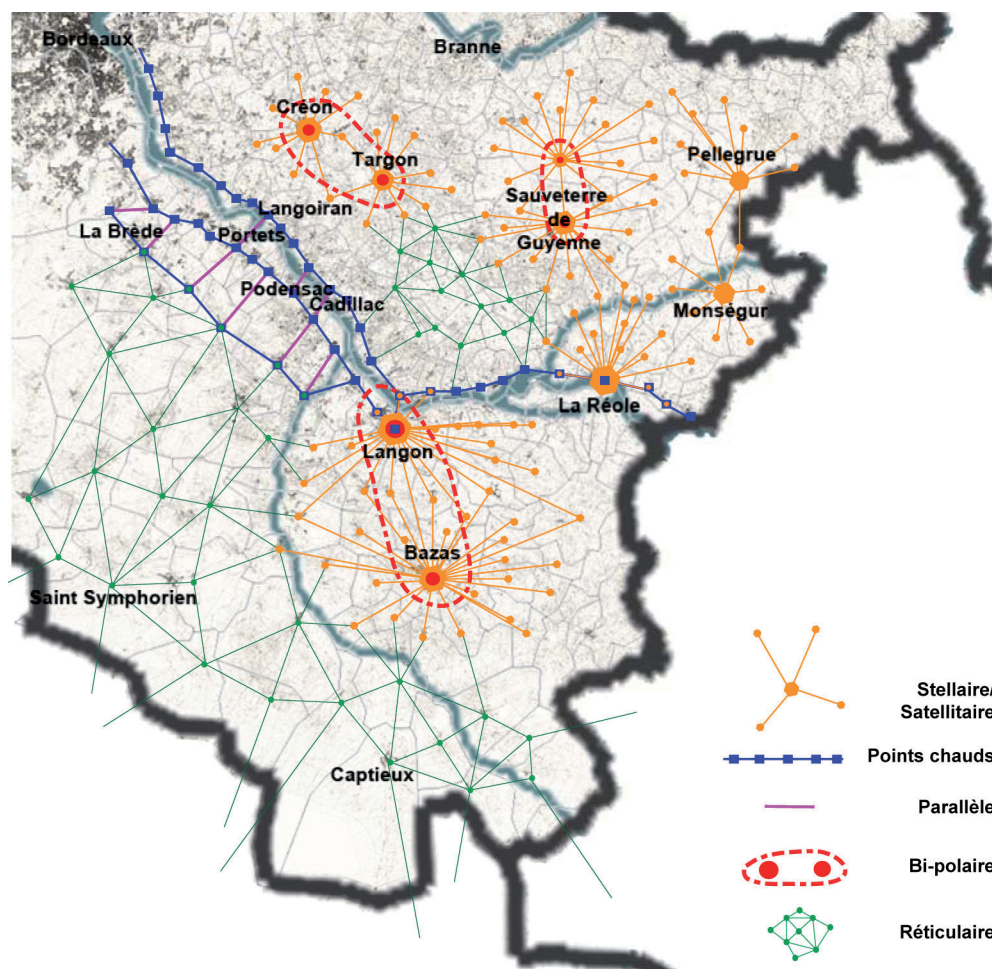 Bordeaux
Branne
Créon
Targon
Pellegrue
Sauveterre
de
Guyenne
Langoiran
La Brède
Portets
Podensac
Cadillac
Monségur
La Réole
Langon
Bazas
Saint Symphorien
Captieux
Stellaire/
Satellitaire
Points chauds
Parallèle
Bi-polaire
Réticulaire